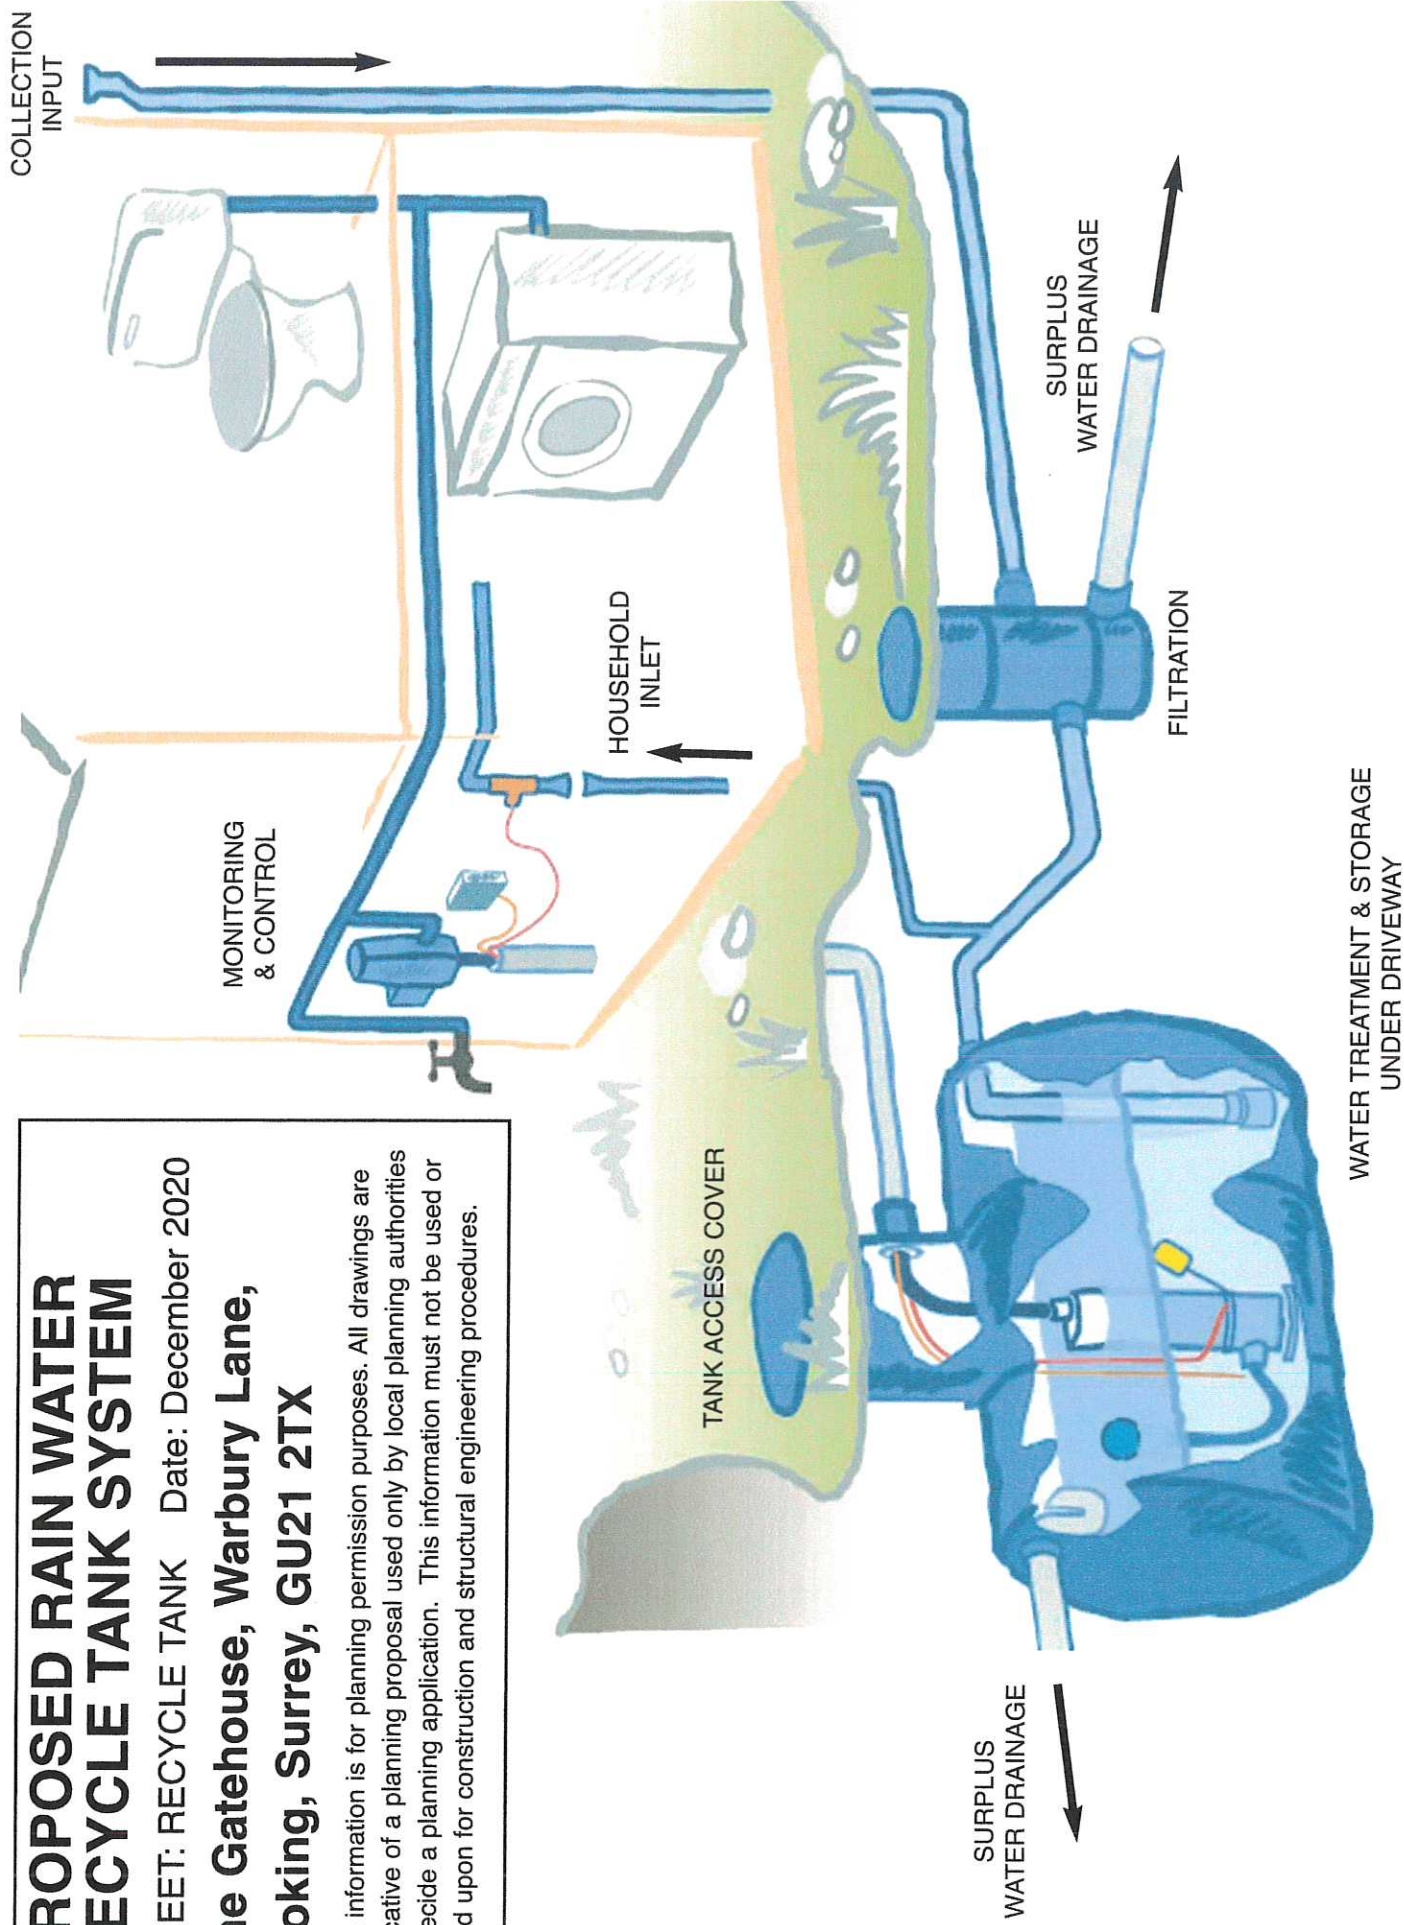 ROPOSED RAIN WATER
ECYCLE TANK SYSTEM
EET: RECYCLE TANK Date: December 2020
e Gatehouse, Warbury Lane,
oking, Surrey, GU21 2TX
information is for planning permission purposes. All drawings are
cative of a planning proposal used only by local planning authorities
ecide a planning application. This information must not be used or
d upon for construction and structural engineering procedures.
COLLECTION
INPUT
MONITORING
& CONTROL
HOUSEHOLD
INLET
TANK ACCESS COVER
SURPLUS
WATER DRAINAGE
FILTRATION
SURPLUS
WATER DRAINAGE
WATER TREATMENT & STORAGE
UNDER DRIVEWAY